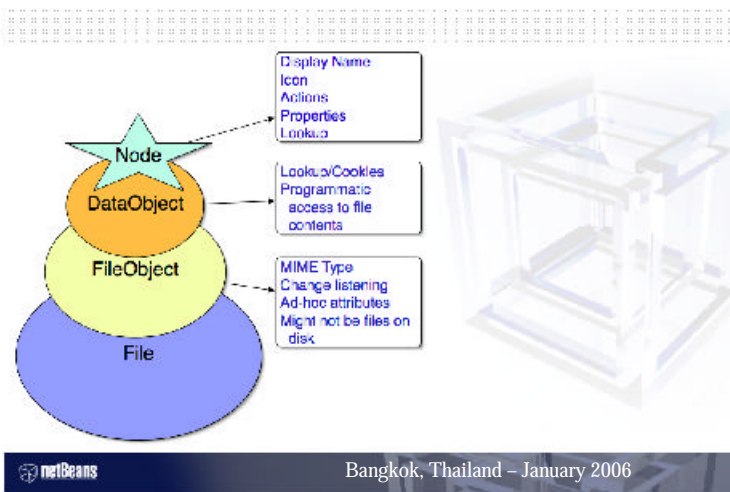 Display Name
Icon
Actions
Properties
Lookup
Node
Lookup/Cookies
Programmatic
access to file
contents
DataObject
FileObject
MIME Type
Change listening
Ad-hoc attributes
Might not be files on
disk
File
netBeans
Bangkok, Thailand – January 2006